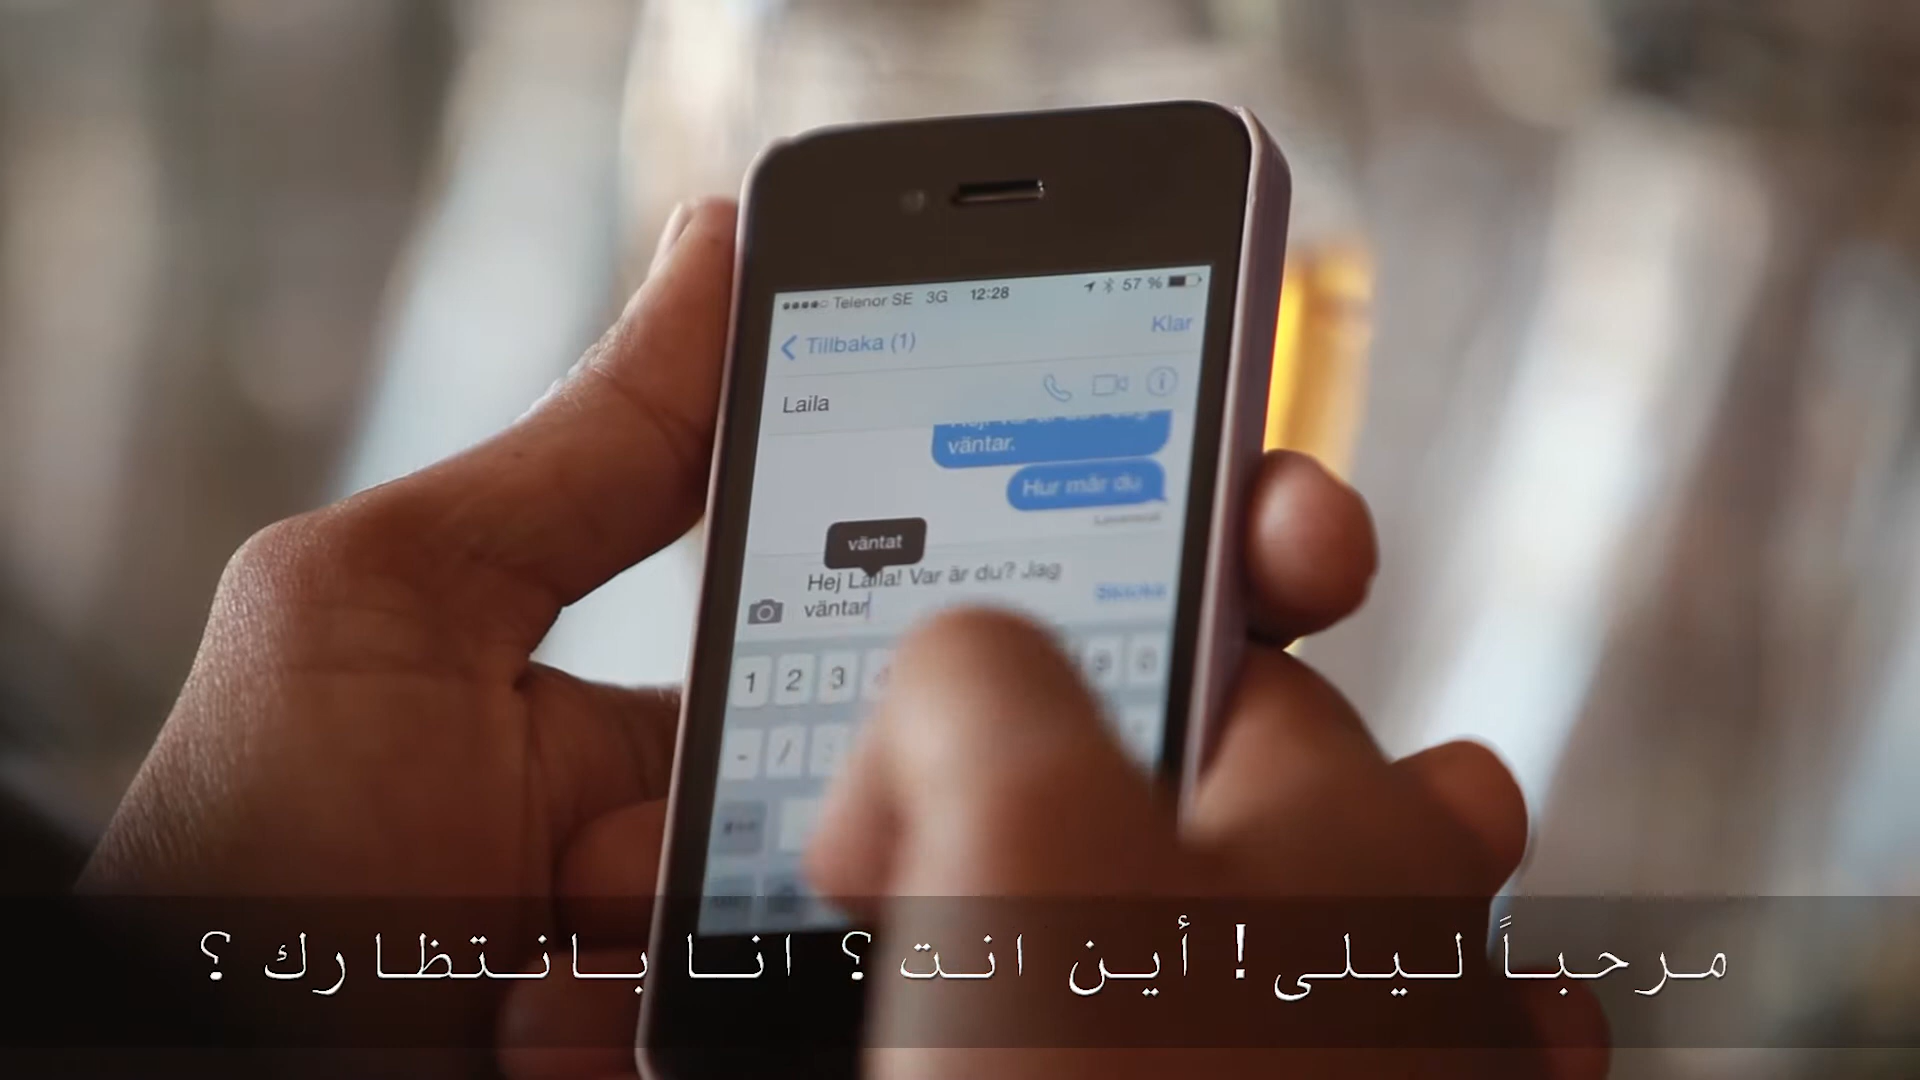 Telenor SE 3G 12:28 57 %
Tillbaka (1) Klar
Laila
väntar.
Hur mår du
väntat
Hej Laila! Var är du? Jag
väntar
1 2 3
- /
مرحباً ليلى! أين انت؟ انا بانتظارك؟